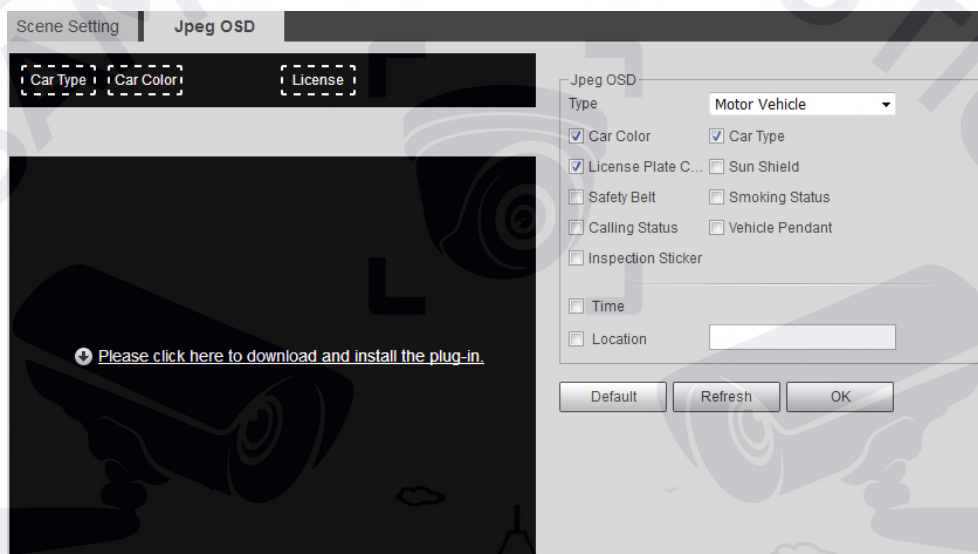 Scene Setting Jpeg OSD
Car Type Car Color License
Jpeg OSD
Type Motor Vehicle
Car Color Car Type
License Plate C... Sun Shield
Safety Belt Smoking Status
Calling Status Vehicle Pendant
Inspection Sticker
Time
Location
Please click here to download and install the plug-in.
Default Refresh OK